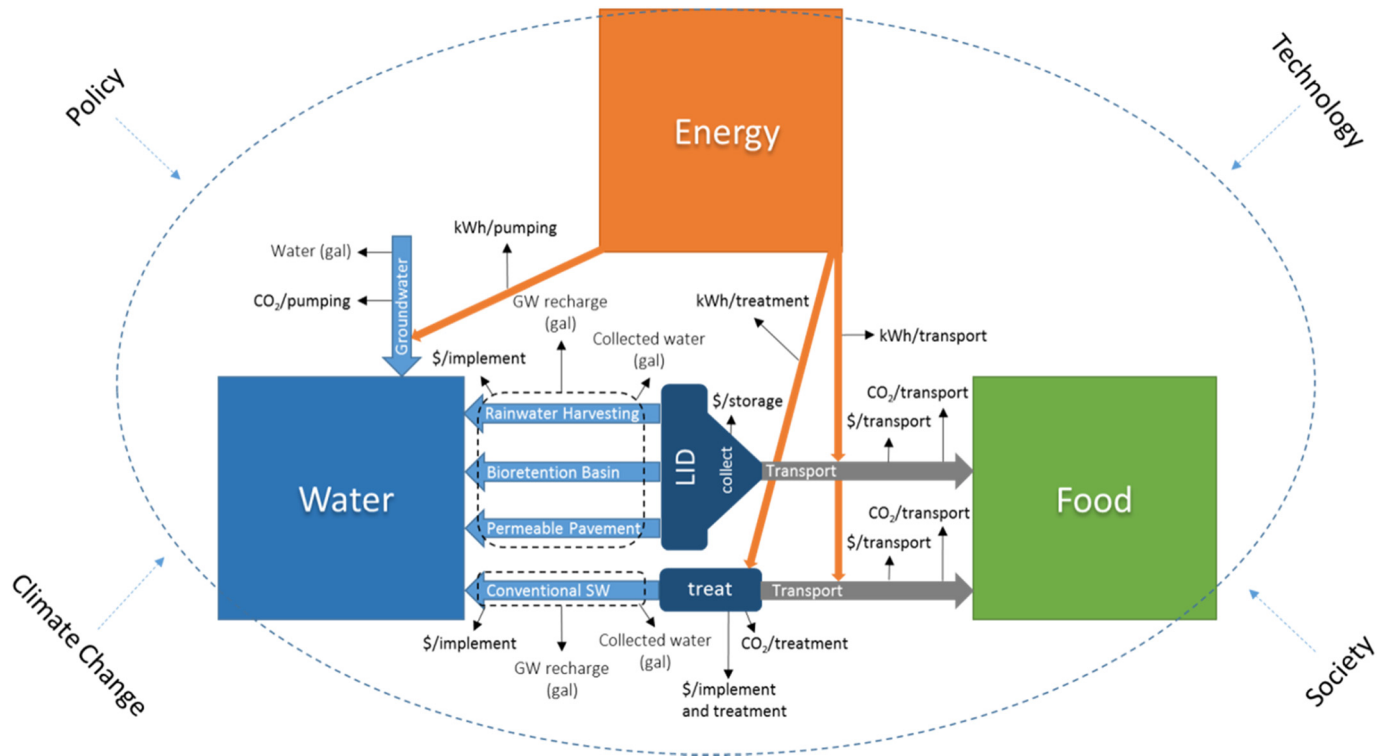 Policy
Technology
Energy
kWh/pumping
Water (gal)
CO₂/pumping
Groundwater
GW recharge
(gal)
kWh/treatment
kWh/transport
Collected water
(gal)
$/implement
Rainwater Harvesting
Bioretention Basin
Permeable Pavement
LID
collect
$/storage
Transport
$/transport
CO₂/transport
Water
Food
Conventional SW
treat
Transport
$/transport
CO₂/transport
$/implement
GW recharge
(gal)
Collected water
(gal)
CO₂/treatment
$/implement
and treatment
Climate Change
Society